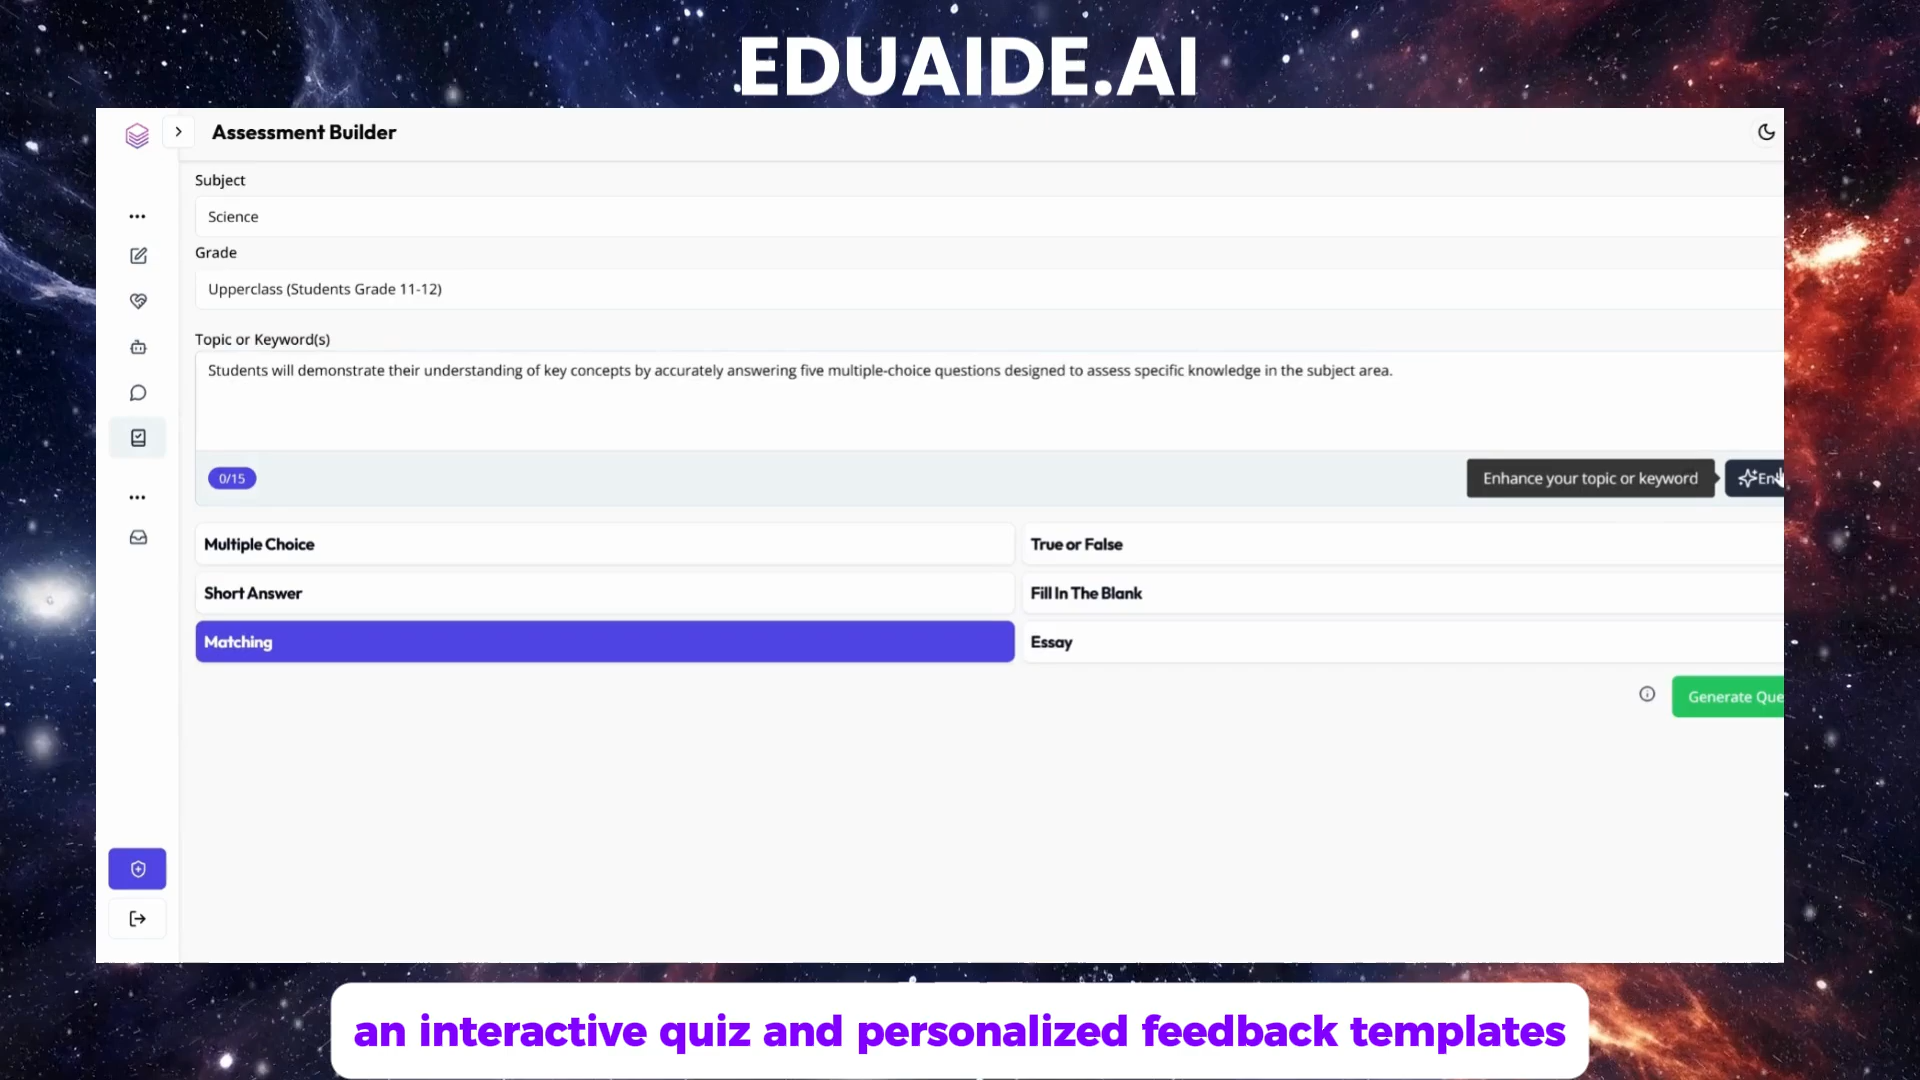 EDUAIDE.AI
Assessment Builder
Subject
Science
Grade
Upperclass (Students Grade 11-12)
Topic or Keyword(s)
Students will demonstrate their understanding of key concepts by accurately answering five multiple-choice questions designed to assess specific knowledge in the subject area.
0/15
Enhance your topic or keyword
En
Multiple Choice
True or False
Short Answer
Fill In The Blank
Matching
Essay
Generate Que
an interactive quiz and personalized feedback templates